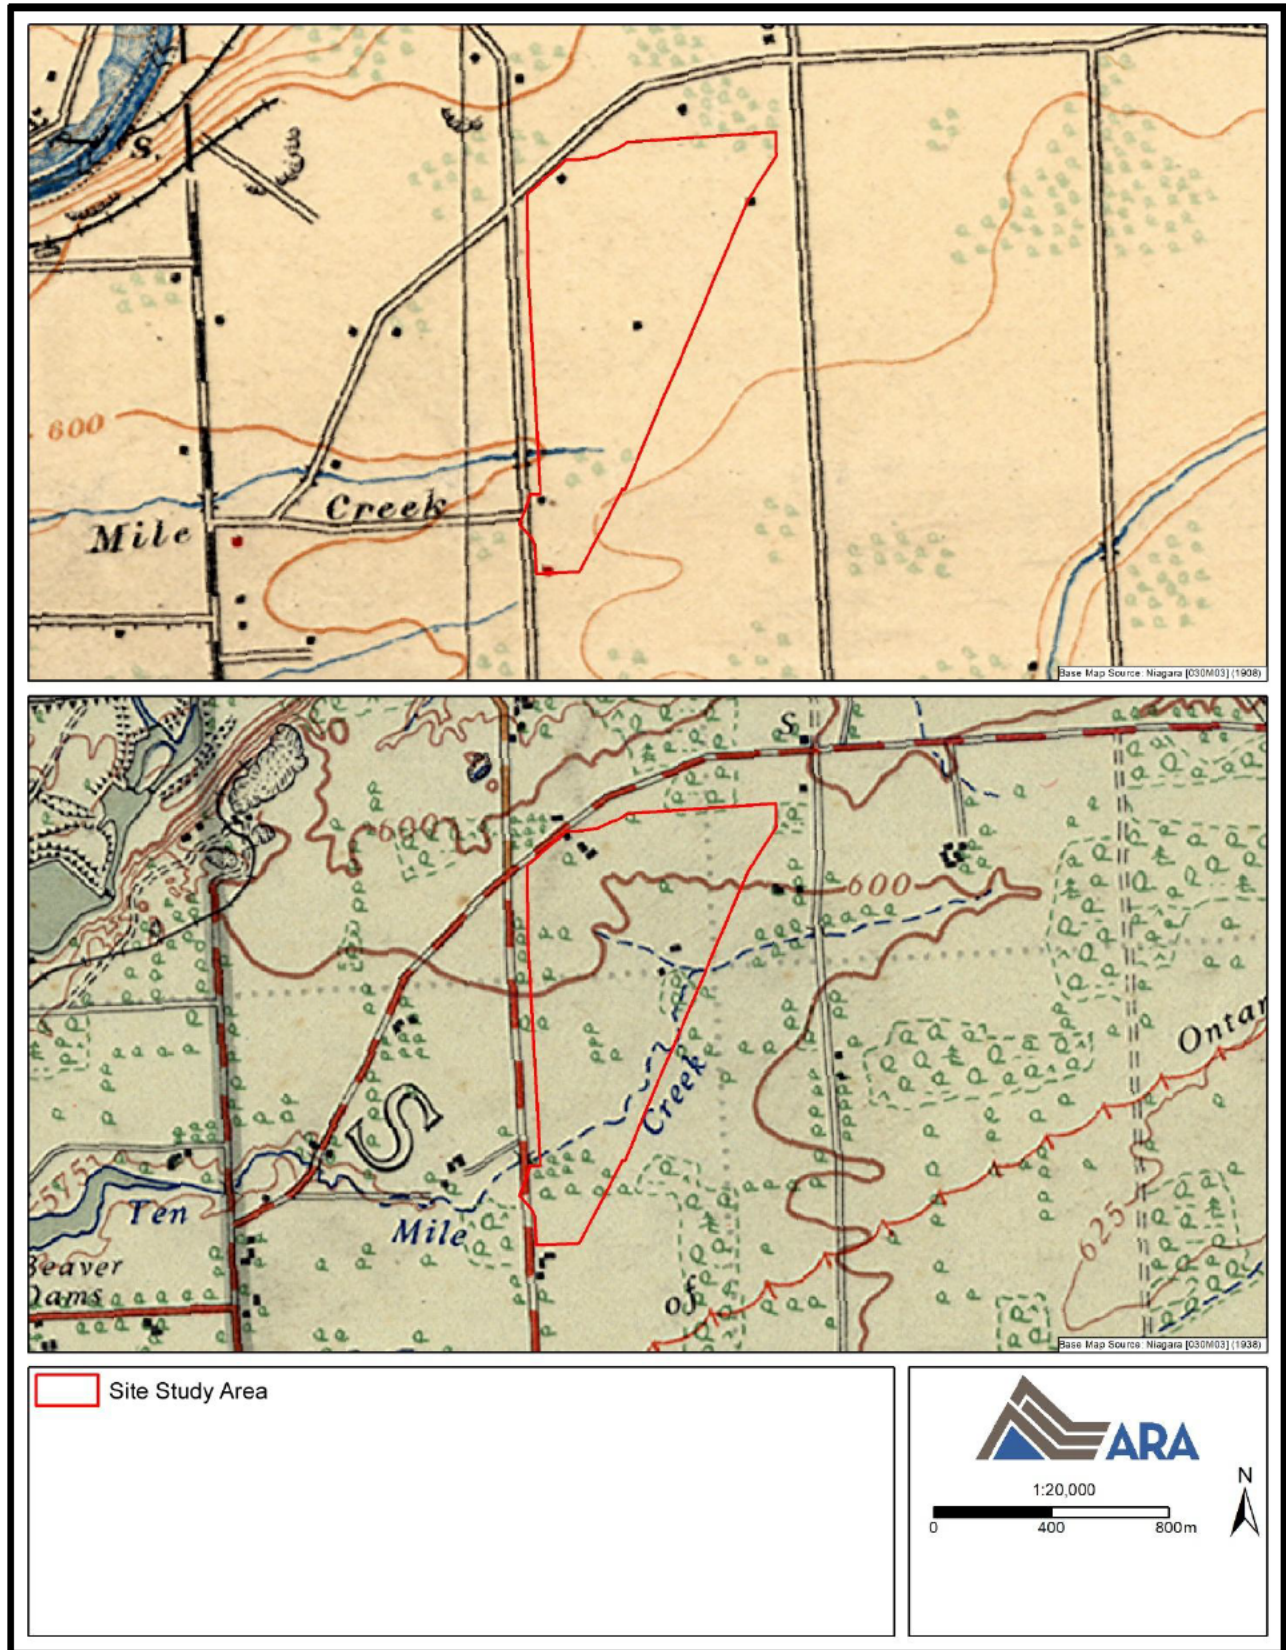 S.
600
Mile Creek
Base Map Source: Niagara [030M03] (1908)
S
600
600
Ontar
Creek
S
575
Ten
Mile
625
Beaver
Dams
of
Base Map Source: Niagara [030M03] (1938)
Site Study Area
ARA
1:20,000
N
0 400 800m